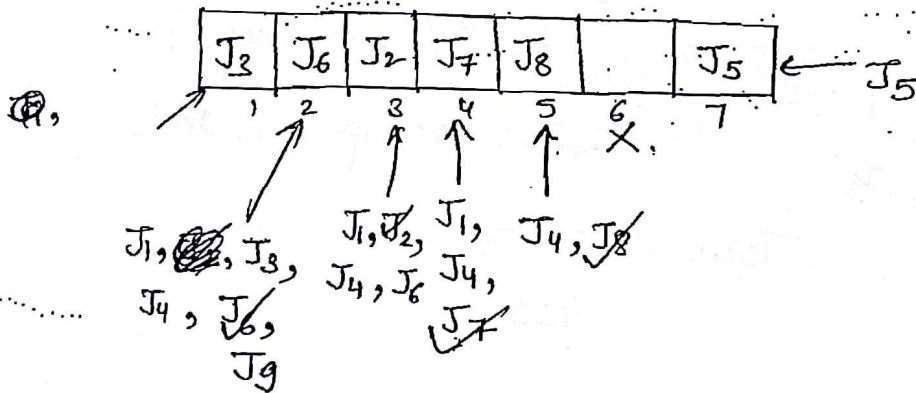 J3 J6 J2 J7 J8 J5 ← J5
1 2 3 4 5 6 7
X.
J1, J3, J1, J2, J1, J4, J8
J4, J6, J4, J6 J4,
J9 J7